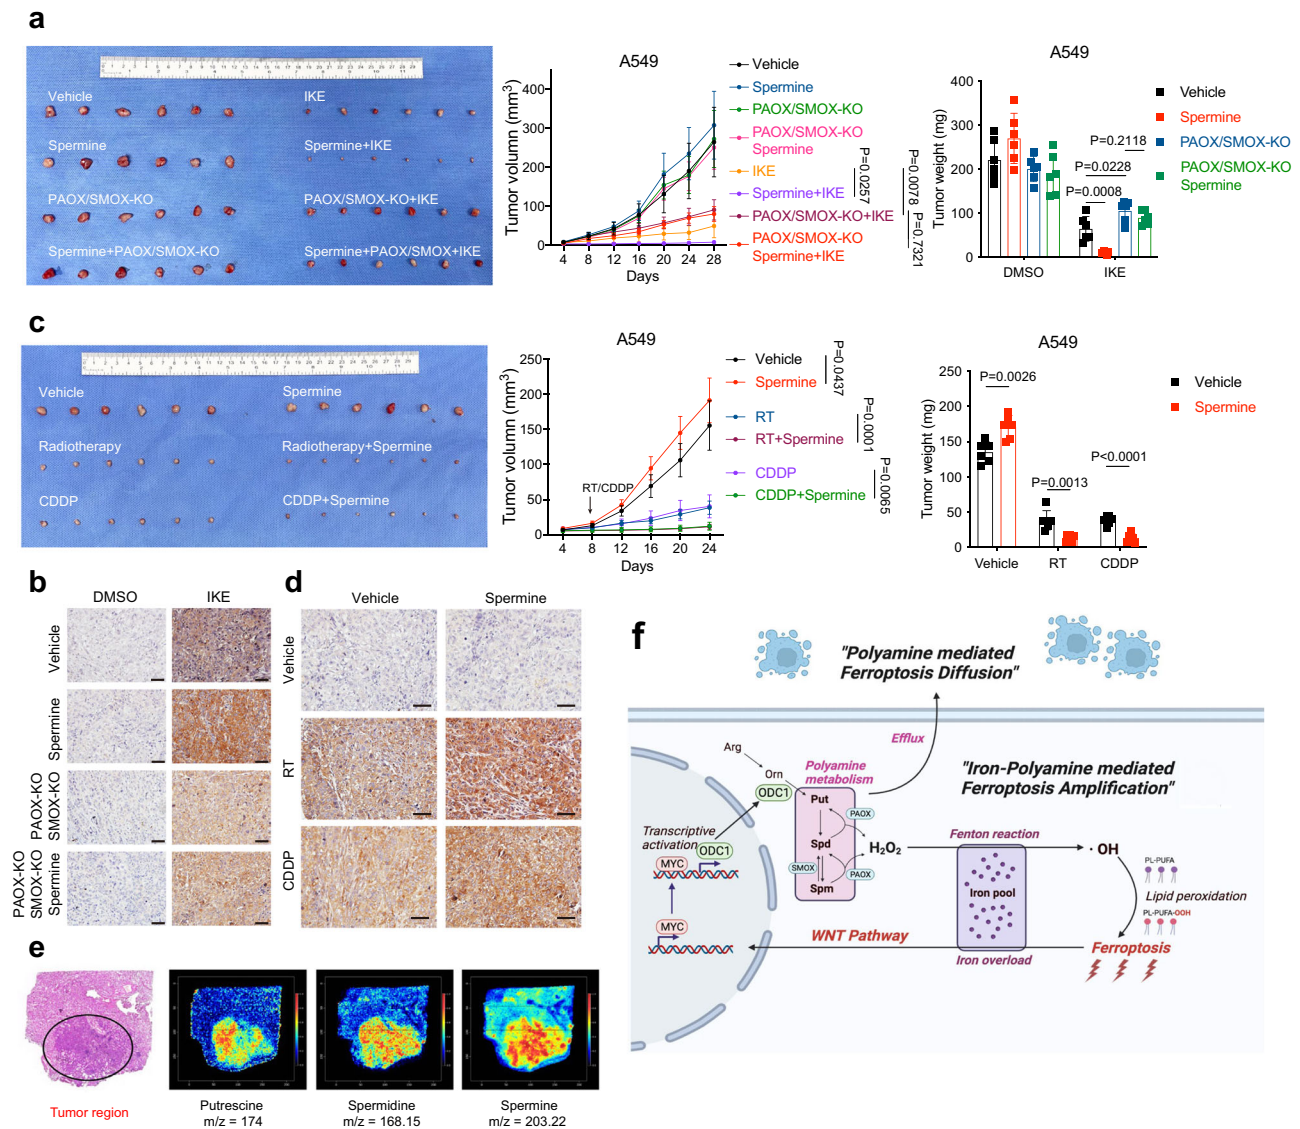 a
Vehicle
IKE
Spermine
Spermine+IKE
PAOX/SMOX-KO
PAOX/SMOX-KO+IKE
Spermine+PAOX/SMOX-KO
Spermine+PAOX/SMOX+IKE
A549
Tumor volumn (mm3)
400
300
200
100
0
4 8 12 16 20 24 28
Days
Vehicle
Spermine
PAOX/SMOX-KO
PAOX/SMOX-KO
Spermine
IKE
Spermine+IKE
PAOX/SMOX-KO+IKE
PAOX/SMOX-KO
Spermine+IKE
P=0.0257
P=0.0078
P=0.7321
A549
Tumor weight (mg)
400
300
200
100
0
DMSO IKE
P=0.2118
P=0.0228
P=0.0008
Vehicle
Spermine
PAOX/SMOX-KO
PAOX/SMOX-KO
Spermine
c
Vehicle
Spermine
Radiotherapy
Radiotherapy+Spermine
CDDP
CDDP+Spermine
A549
Tumor volumn (mm3)
250
200
150
100
50
0
RT/CDDP
4 8 12 16 20 24
Days
Vehicle
Spermine
RT
RT+Spermine
CDDP
CDDP+Spermine
P=0.0437
P=0.0001
P=0.0065
A549
Tumor weight (mg)
250
200
150
100
50
0
P=0.0026
P=0.0013
P<0.0001
Vehicle RT CDDP
Vehicle
Spermine
b
DMSO IKE
Vehicle
Spermine
PAOX-KO
SMOX-KO
PAOX-KO
SMOX-KO
Spermine
d
Vehicle Spermine
Vehicle
RT
CDDP
e
Tumor region
Putrescine
m/z = 174
Spermidine
m/z = 168.15
Spermine
m/z = 203.22
f
"Polyamine mediated
Ferroptosis Diffusion"
Efflux
"Iron-Polyamine mediated
Ferroptosis Amplification"
Arg
Orn
ODC1
Polyamine
metabolism
Put
PAOX
Spd
SMOX
PAOX
Spm
H2O2
Transcriptive
activation
ODC1
MYC
MYC
Fenton reaction
Iron pool
Iron overload
· OH
PL-PUFA
Lipid peroxidation
PL-PUFA-OOH
Ferroptosis
WNT Pathway